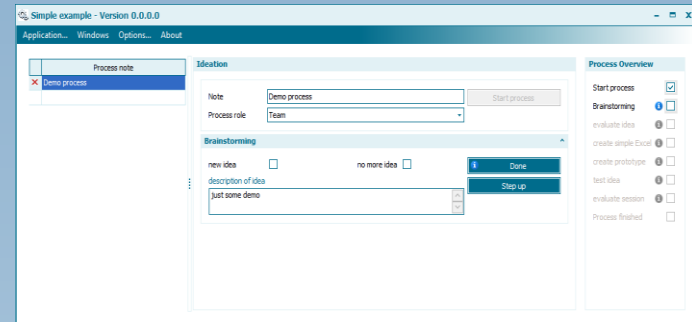 Simple example - Version 0.0.0.0
Application... Windows Options... About
Process note
Demo process
Ideation
Note Demo process Start process
Process role Team
Brainstorming
new idea no more idea Done
description of idea Step up
just some demo
Process Overview
Start process
Brainstorming
evaluate idea
create simple Excel
create prototype
test idea
evaluate session
Process finished